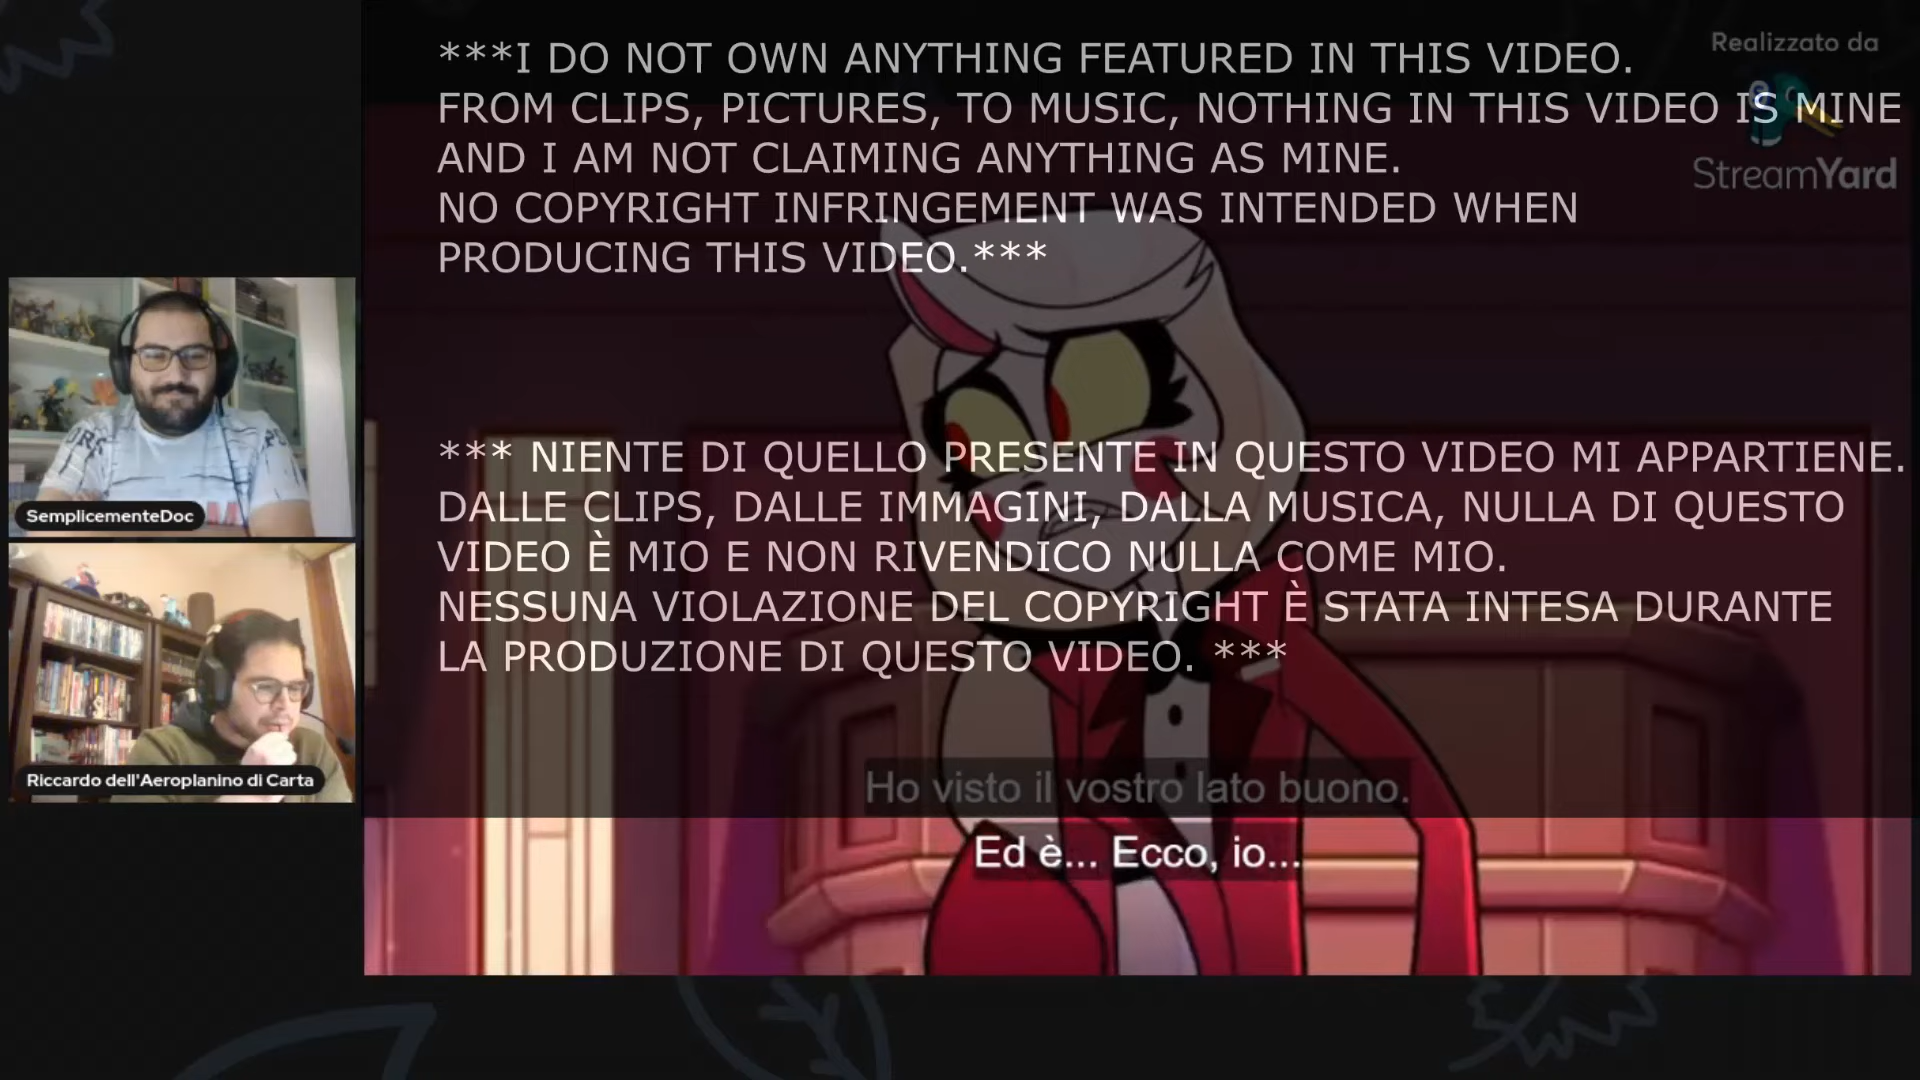 ***I DO NOT OWN ANYTHING FEATURED IN THIS VIDEO.
FROM CLIPS, PICTURES, TO MUSIC, NOTHING IN THIS VIDEO IS MINE
AND I AM NOT CLAIMING ANYTHING AS MINE.
NO COPYRIGHT INFRINGEMENT WAS INTENDED WHEN
PRODUCING THIS VIDEO.***
Realizzato da
StreamYard
*** NIENTE DI QUELLO PRESENTE IN QUESTO VIDEO MI APPARTIENE.
DALLE CLIPS, DALLE IMMAGINI, DALLA MUSICA, NULLA DI QUESTO
VIDEO È MIO E NON RIVENDICO NULLA COME MIO.
NESSUNA VIOLAZIONE DEL COPYRIGHT È STATA INTESA DURANTE
LA PRODUZIONE DI QUESTO VIDEO. ***
SemplicementeDoc
Riccardo dell'Aeroplanino di Carta
Ho visto il vostro lato buono.
Ed è... Ecco, io...